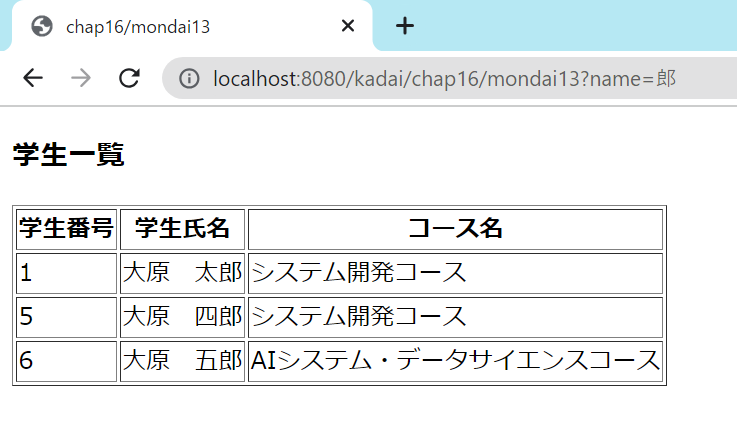 chap16/mondai13
localhost:8080/kadai/chap16/mondai13?name=郎
学生一覧
学生番号 学生氏名 コース名
1 大原　太郎 システム開発コース
5 大原　四郎 システム開発コース
6 大原　五郎 AIシステム・データサイエンスコース